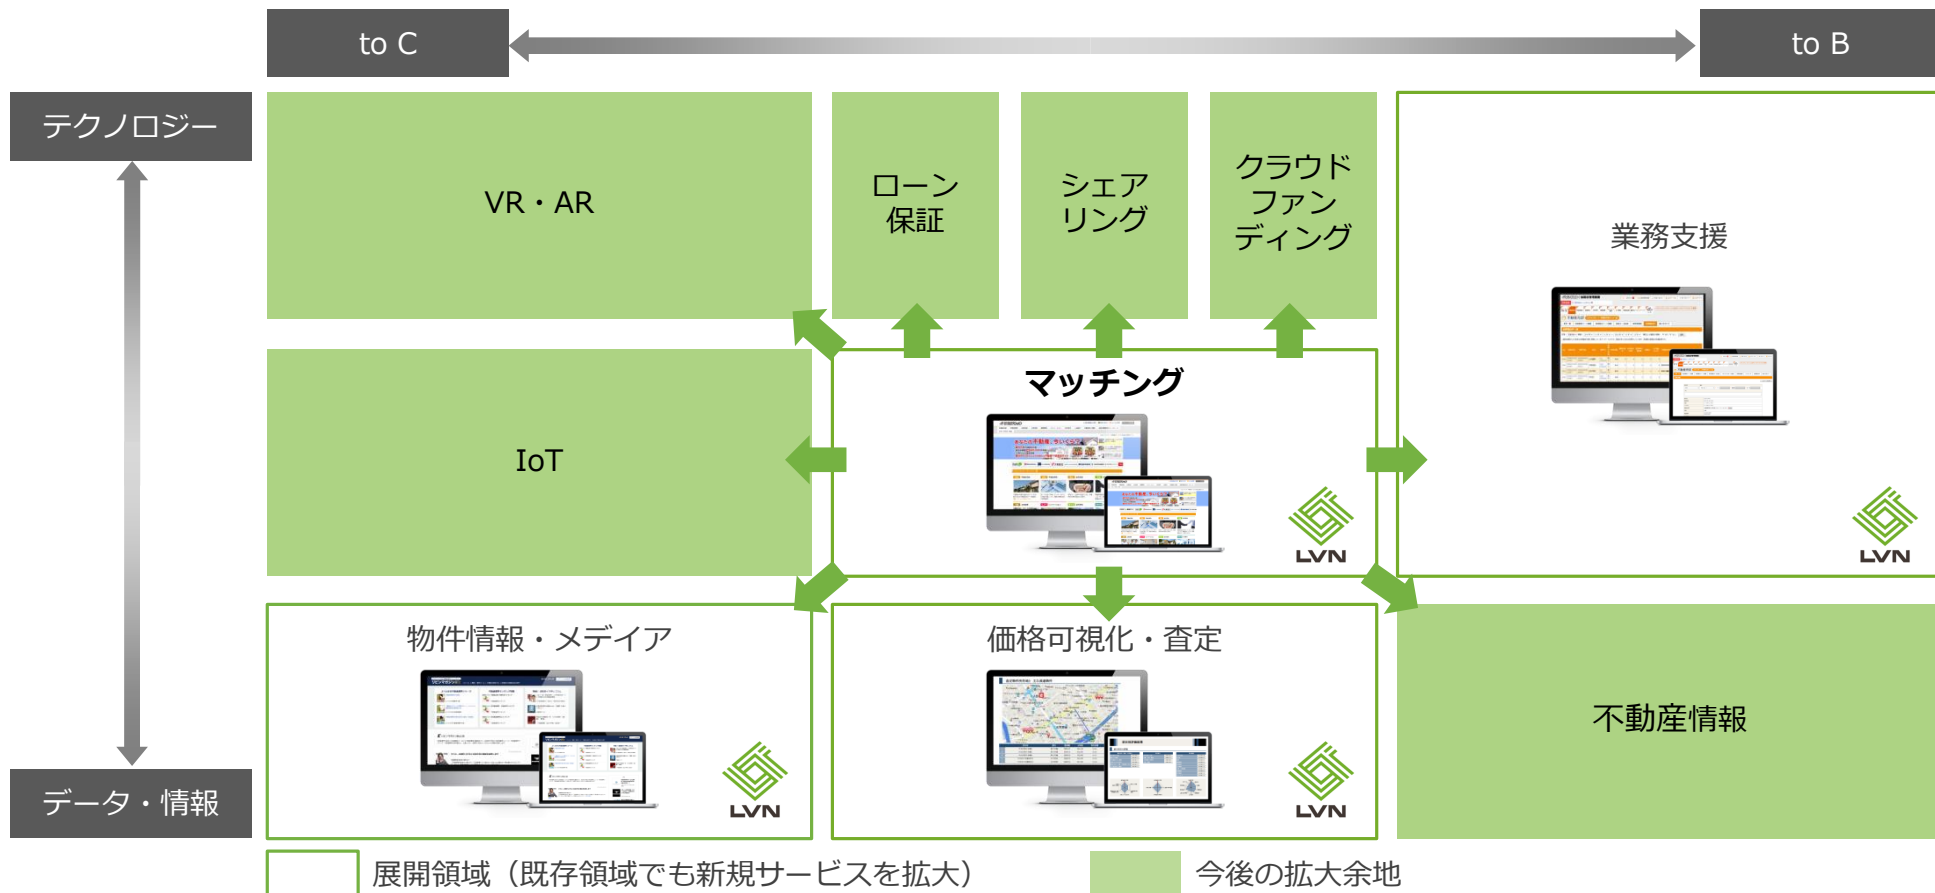 to C
to B
テクノロジー
VR・AR
ローン
保証
シェア
リング
クラウド
ファン
ディング
業務支援
マッチング
IoT
LVN
LVN
物件情報・メデイア
価格可視化・査定
不動産情報
LVN
LVN
データ・情報
展開領域（既存領域でも新規サービスを拡大）
今後の拡大余地